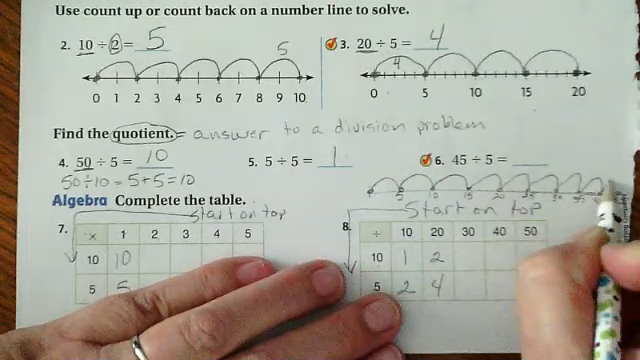 Use count up or count back on a number line to solve.
2. 10 ÷ 2 = 5
3. 20 ÷ 5 = 4
5
4
0 1 2 3 4 5 6 7 8 9 10
0 5 10 15 20
Find the quotient. = answer to a division problem
4. 50 ÷ 5 = 10
5. 5 ÷ 5 = 1
6. 45 ÷ 5 =
50 ÷ 10 = 5 + 5 = 10
Algebra Complete the table.
start on top
Start on top
7.
× 1 2 3 4 5
10 10
5 5
8.
÷ 10 20 30 40 50
10 1 2
5 2 4